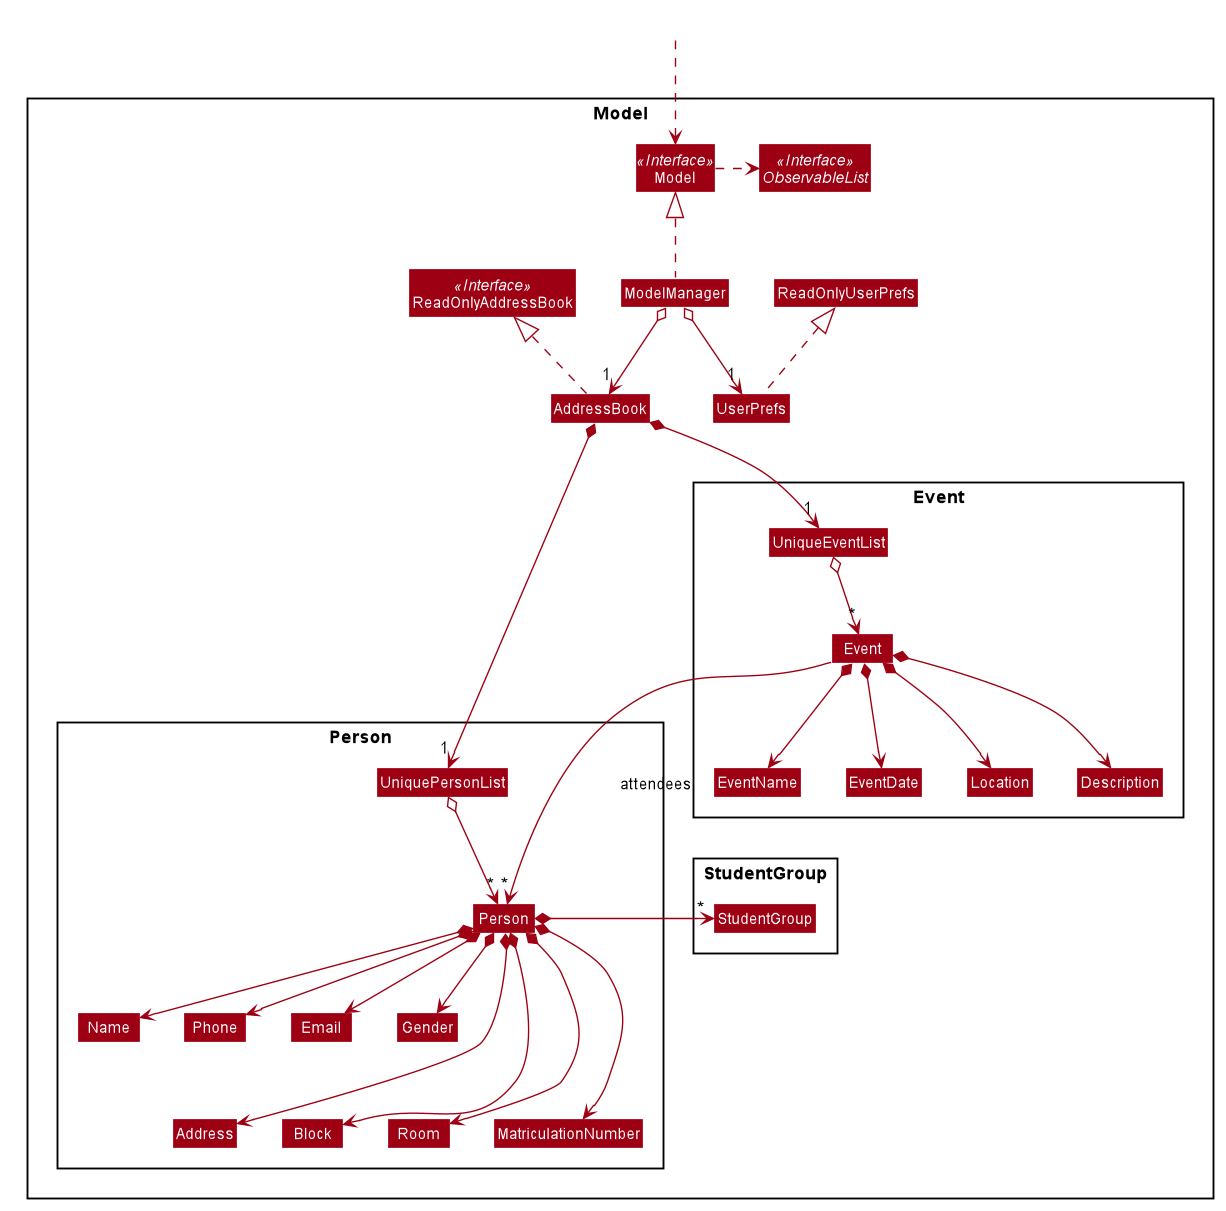 Model
«Interface»
Model
«Interface»
ObservableList
«Interface»
ReadOnlyAddressBook
ModelManager
ReadOnlyUserPrefs
1
1
AddressBook
UserPrefs
Event
1
UniqueEventList
*
Event
Person
1
UniquePersonList
attendees
EventName
EventDate
Location
Description
StudentGroup
*
*
*
Person
StudentGroup
Name
Phone
Email
Gender
Address
Block
Room
MatriculationNumber